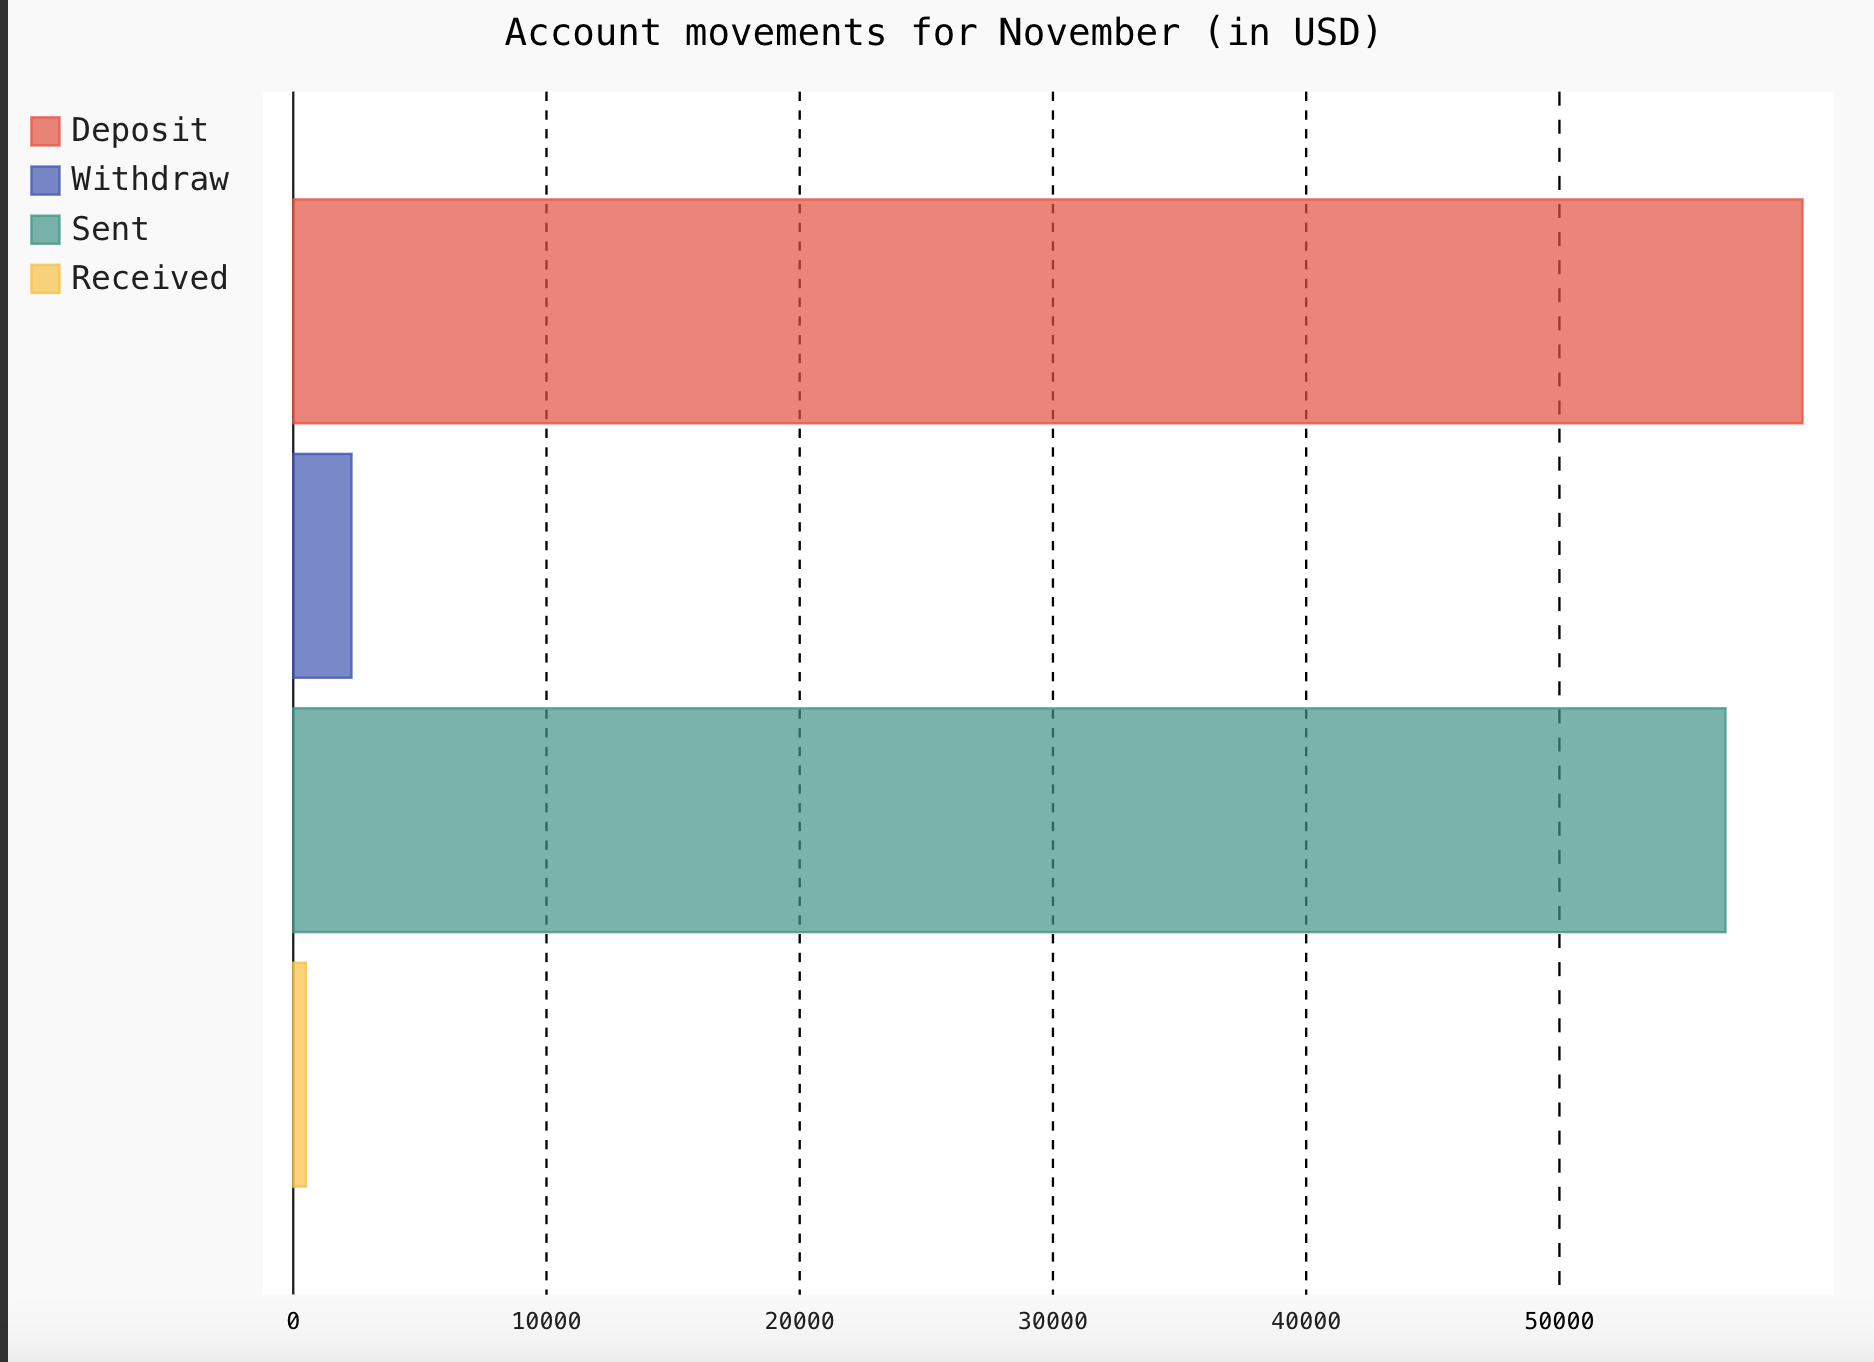 Account movements for November (in USD)
Deposit
Withdraw
Sent
Received
0 10000 20000 30000 40000 50000